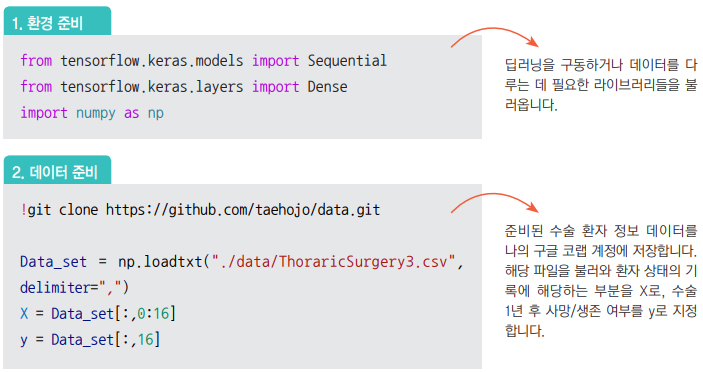 1. 환경 준비
from tensorflow.keras.models import Sequential
from tensorflow.keras.layers import Dense
import numpy as np
딥러닝을 구동하거나 데이터를 다
루는 데 필요한 라이브러리들을 불
러옵니다.
2. 데이터 준비
!git clone https://github.com/taehojo/data.git
Data_set = np.loadtxt("./data/ThoraricSurgery3.csv",
delimiter=",")
X = Data_set[:,0:16]
y = Data_set[:,16]
준비된 수술 환자 정보 데이터를
나의 구글 코랩 계정에 저장합니다.
해당 파일을 불러와 환자 상태의 기
록에 해당하는 부분을 X로, 수술
1년 후 사망/생존 여부를 y로 지정
합니다.